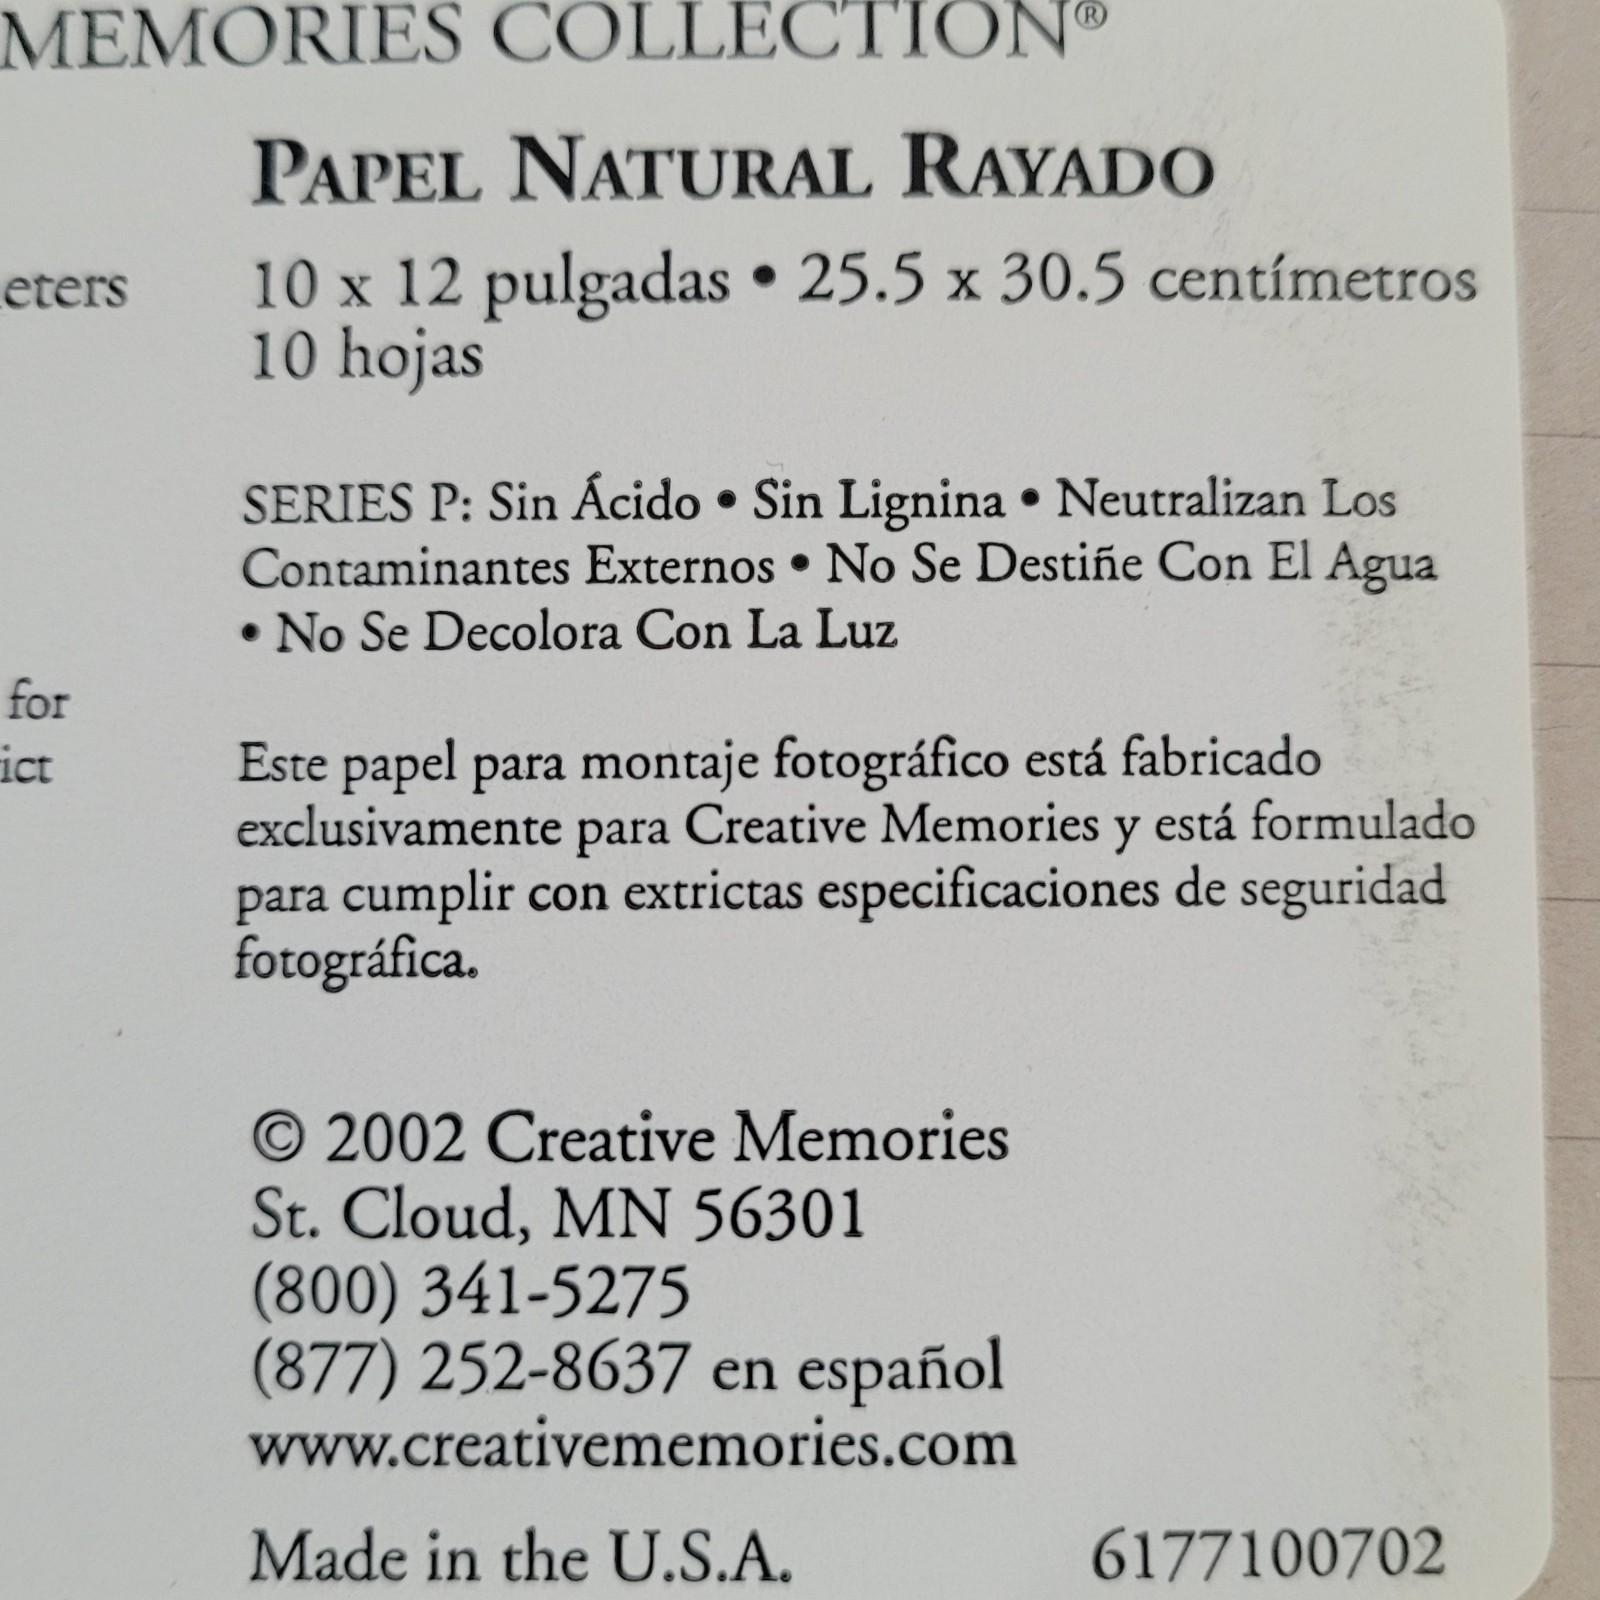 MEMORIES COLLECTION®
PAPEL NATURAL RAYADO
10 x 12 pulgadas • 25.5 x 30.5 centímetros
10 hojas
SERIES P: Sin Ácido • Sin Lignina • Neutralizan Los
Contaminantes Externos • No Se Destiñe Con El Agua
• No Se Decolora Con La Luz
Este papel para montaje fotográfico está fabricado
exclusivamente para Creative Memories y está formulado
para cumplir con extrictas especificaciones de seguridad
fotográfica.
© 2002 Creative Memories
St. Cloud, MN 56301
(800) 341-5275
(877) 252-8637 en español
www.creativememories.com
Made in the U.S.A. 6177100702
eters
for
ict